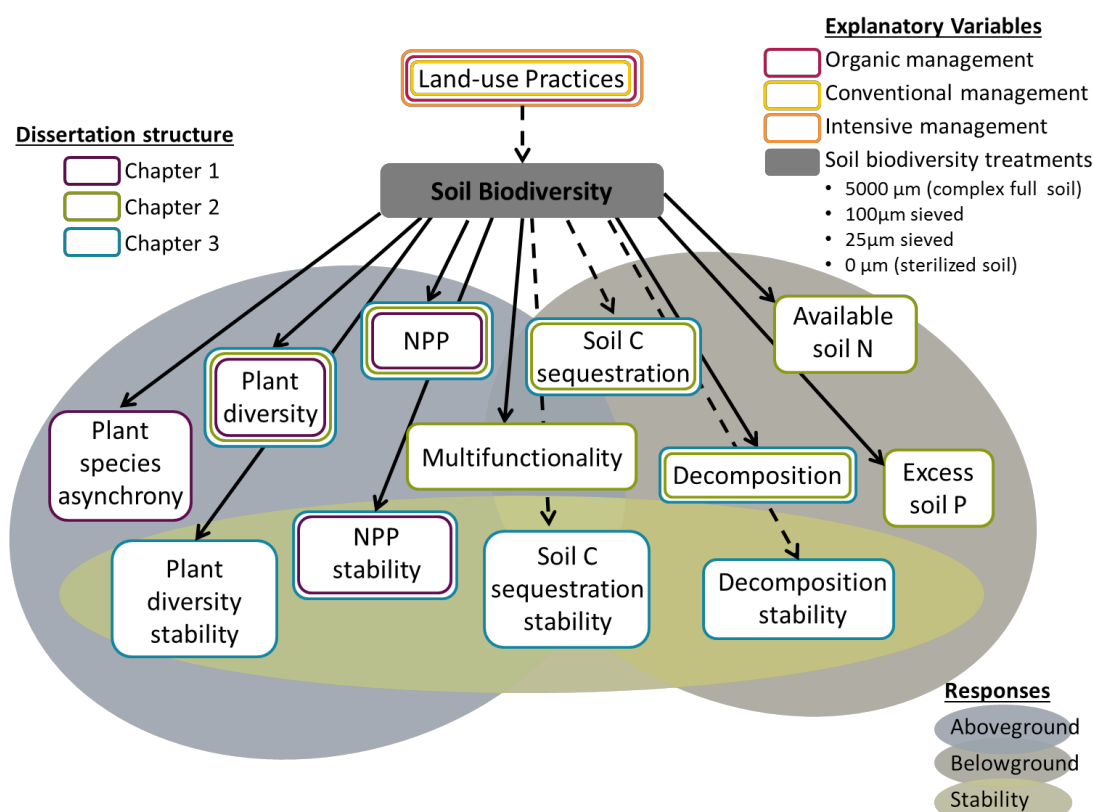 Explanatory Variables
Organic management
Conventional management
Intensive management
Soil biodiversity treatments
• 5000 µm (complex full soil)
• 100µm sieved
• 25µm sieved
• 0 µm (sterilized soil)
Land-use Practices
Dissertation structure
Chapter 1
Chapter 2
Chapter 3
Soil Biodiversity
Plant
species
asynchrony
Plant
diversity
NPP
Soil C
sequestration
Available
soil N
Multifunctionality
Decomposition
Excess
soil P
Plant
diversity
stability
NPP
stability
Soil C
sequestration
stability
Decomposition
stability
Responses
Aboveground
Belowground
Stability